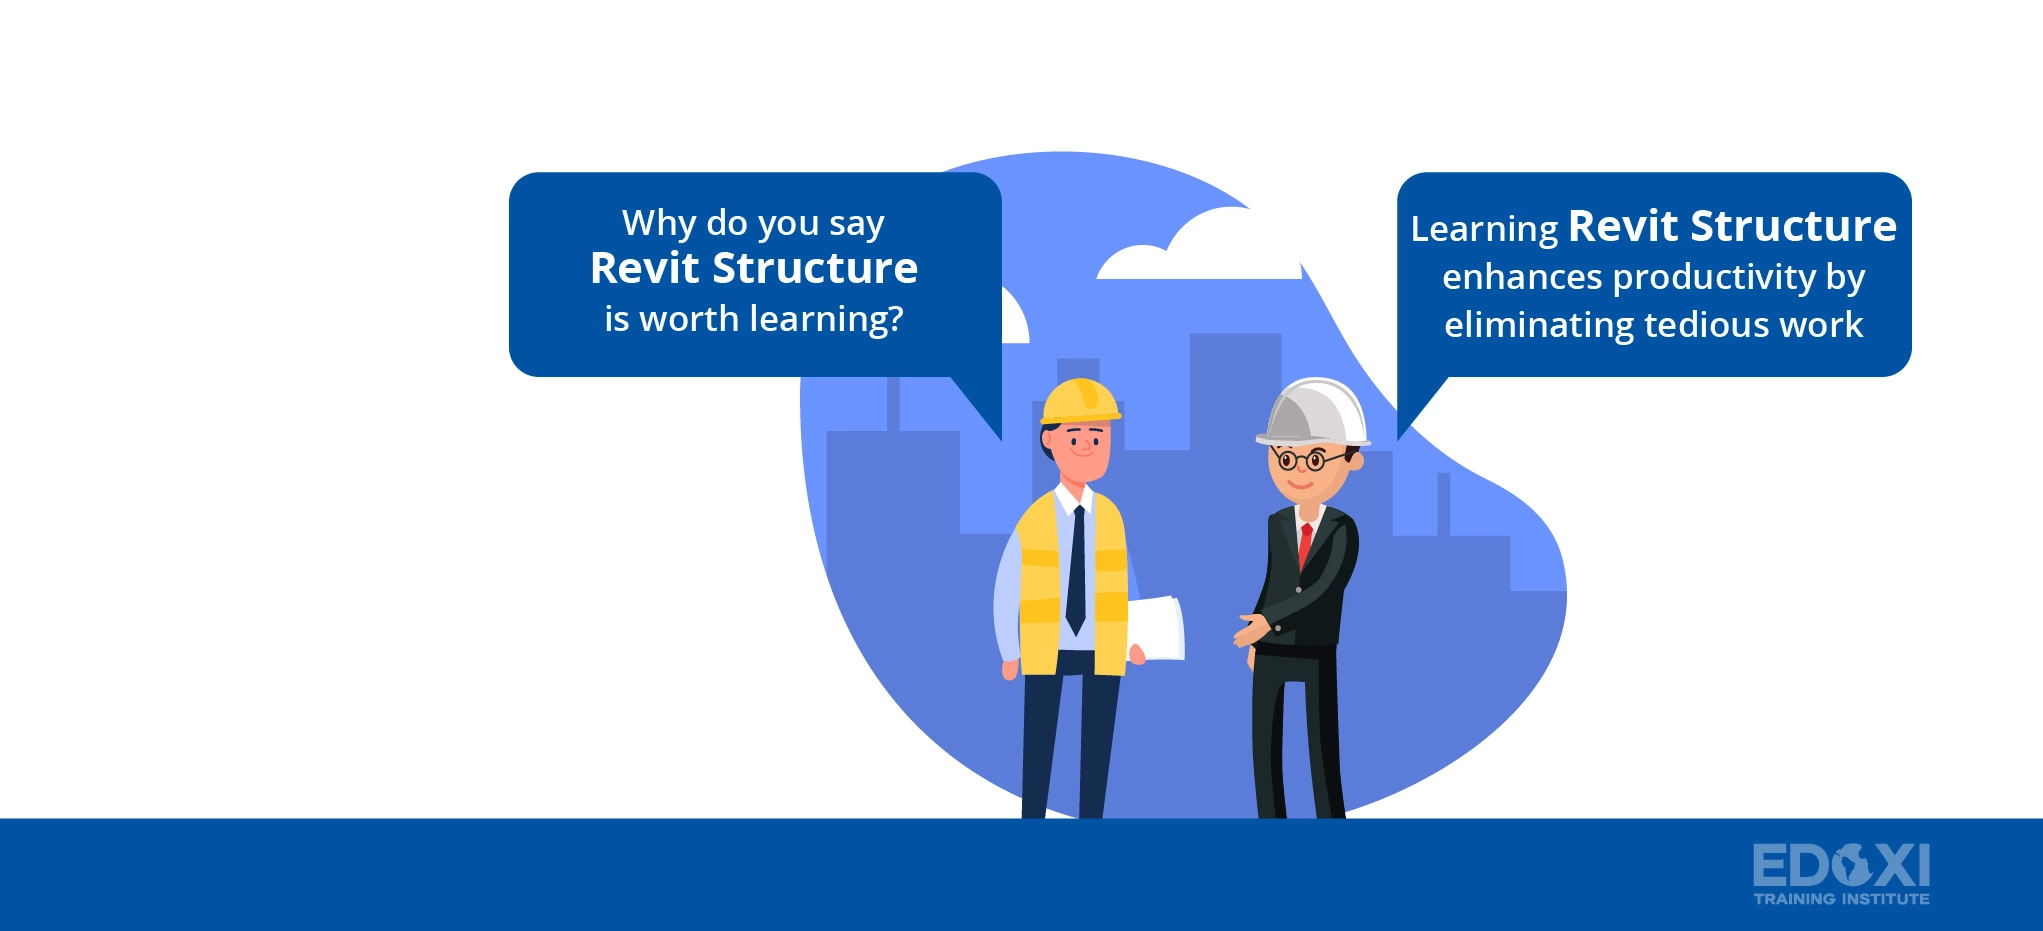 Why do you say
Revit Structure
is worth learning?
Learning Revit Structure
enhances productivity by
eliminating tedious work
EDOXI
TRAINING INSTITUTE